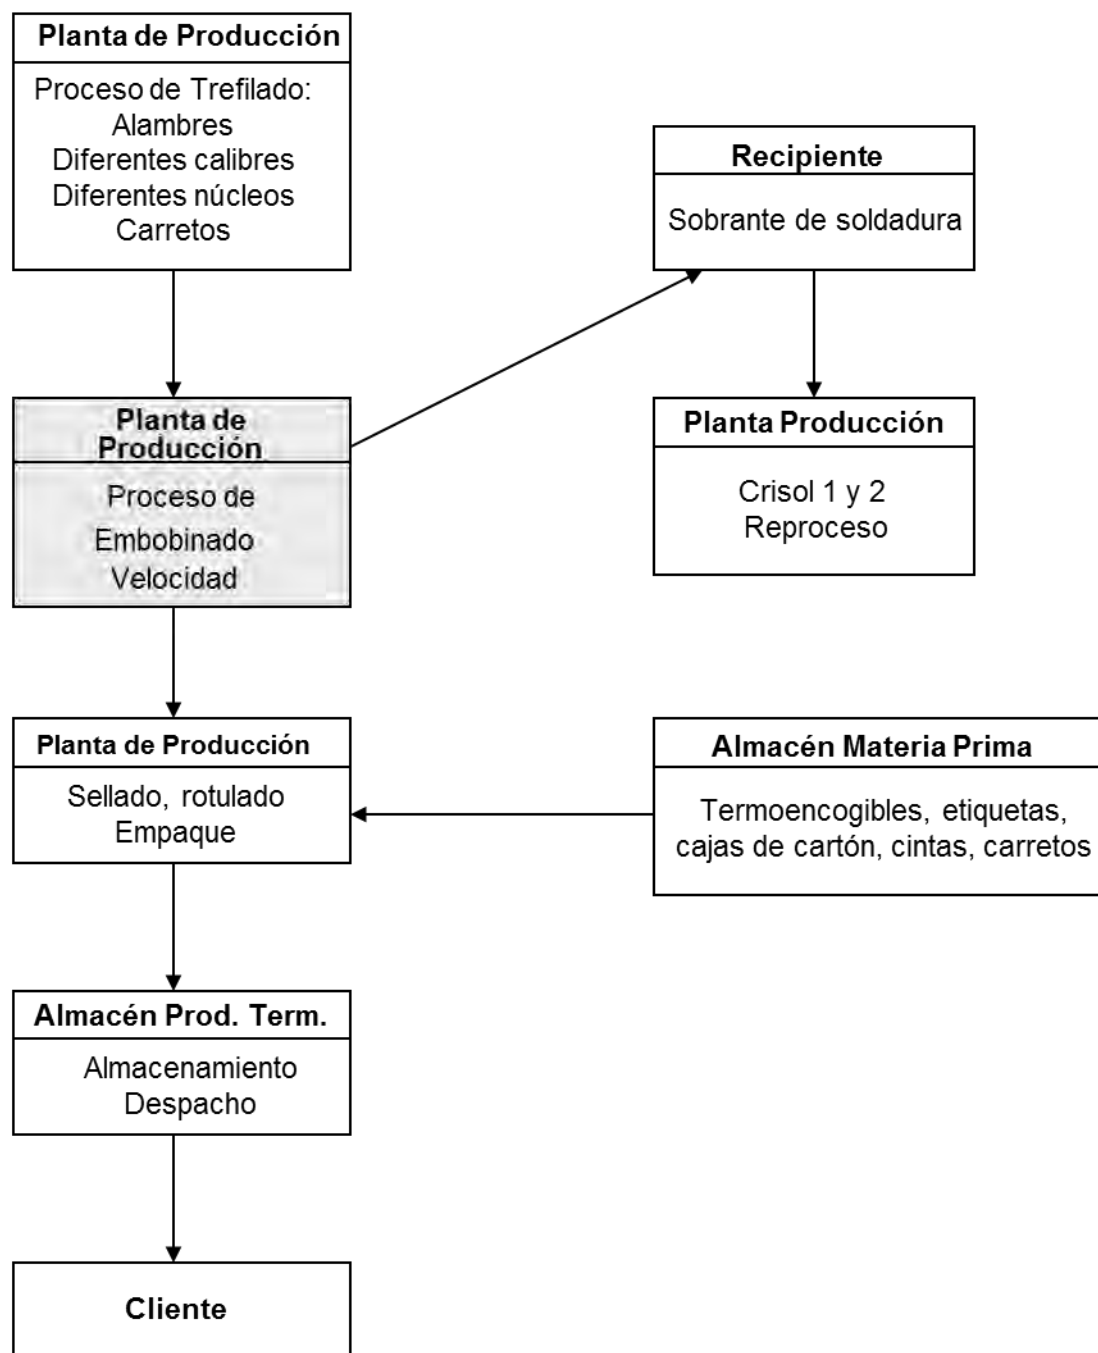 Planta de Producción
Proceso de Trefilado:
Alambres
Diferentes calibres
Diferentes núcleos
Carretos
Recipiente
Sobrante de soldadura
Planta de
Producción
Proceso de
Embobinado
Velocidad
Planta Producción
Crisol 1 y 2
Reproceso
Planta de Producción
Sellado, rotulado
Empaque
Almacén Materia Prima
Termoencogibles, etiquetas,
cajas de cartón, cintas, carretos
Almacén Prod. Term.
Almacenamiento
Despacho
Cliente